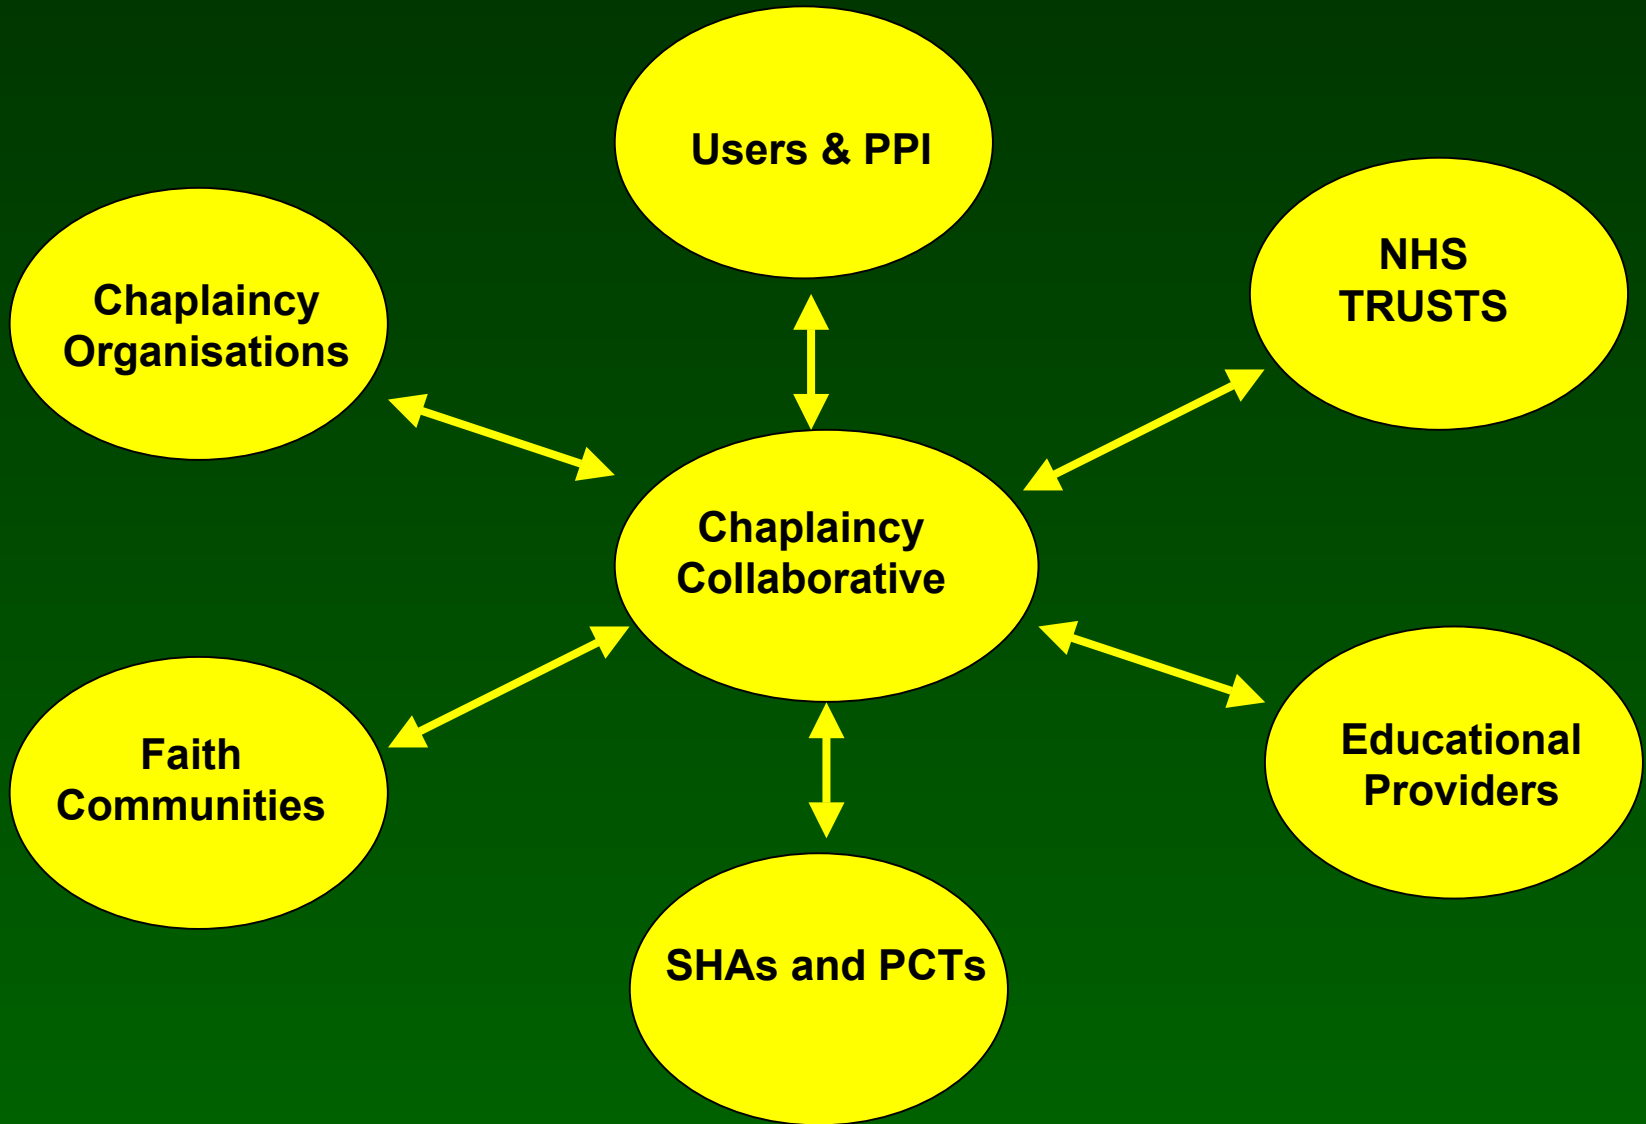 Users & PPI
NHS
TRUSTS
Chaplaincy
Organisations
Chaplaincy
Collaborative
Faith
Communities
Educational
Providers
SHAs and PCTs